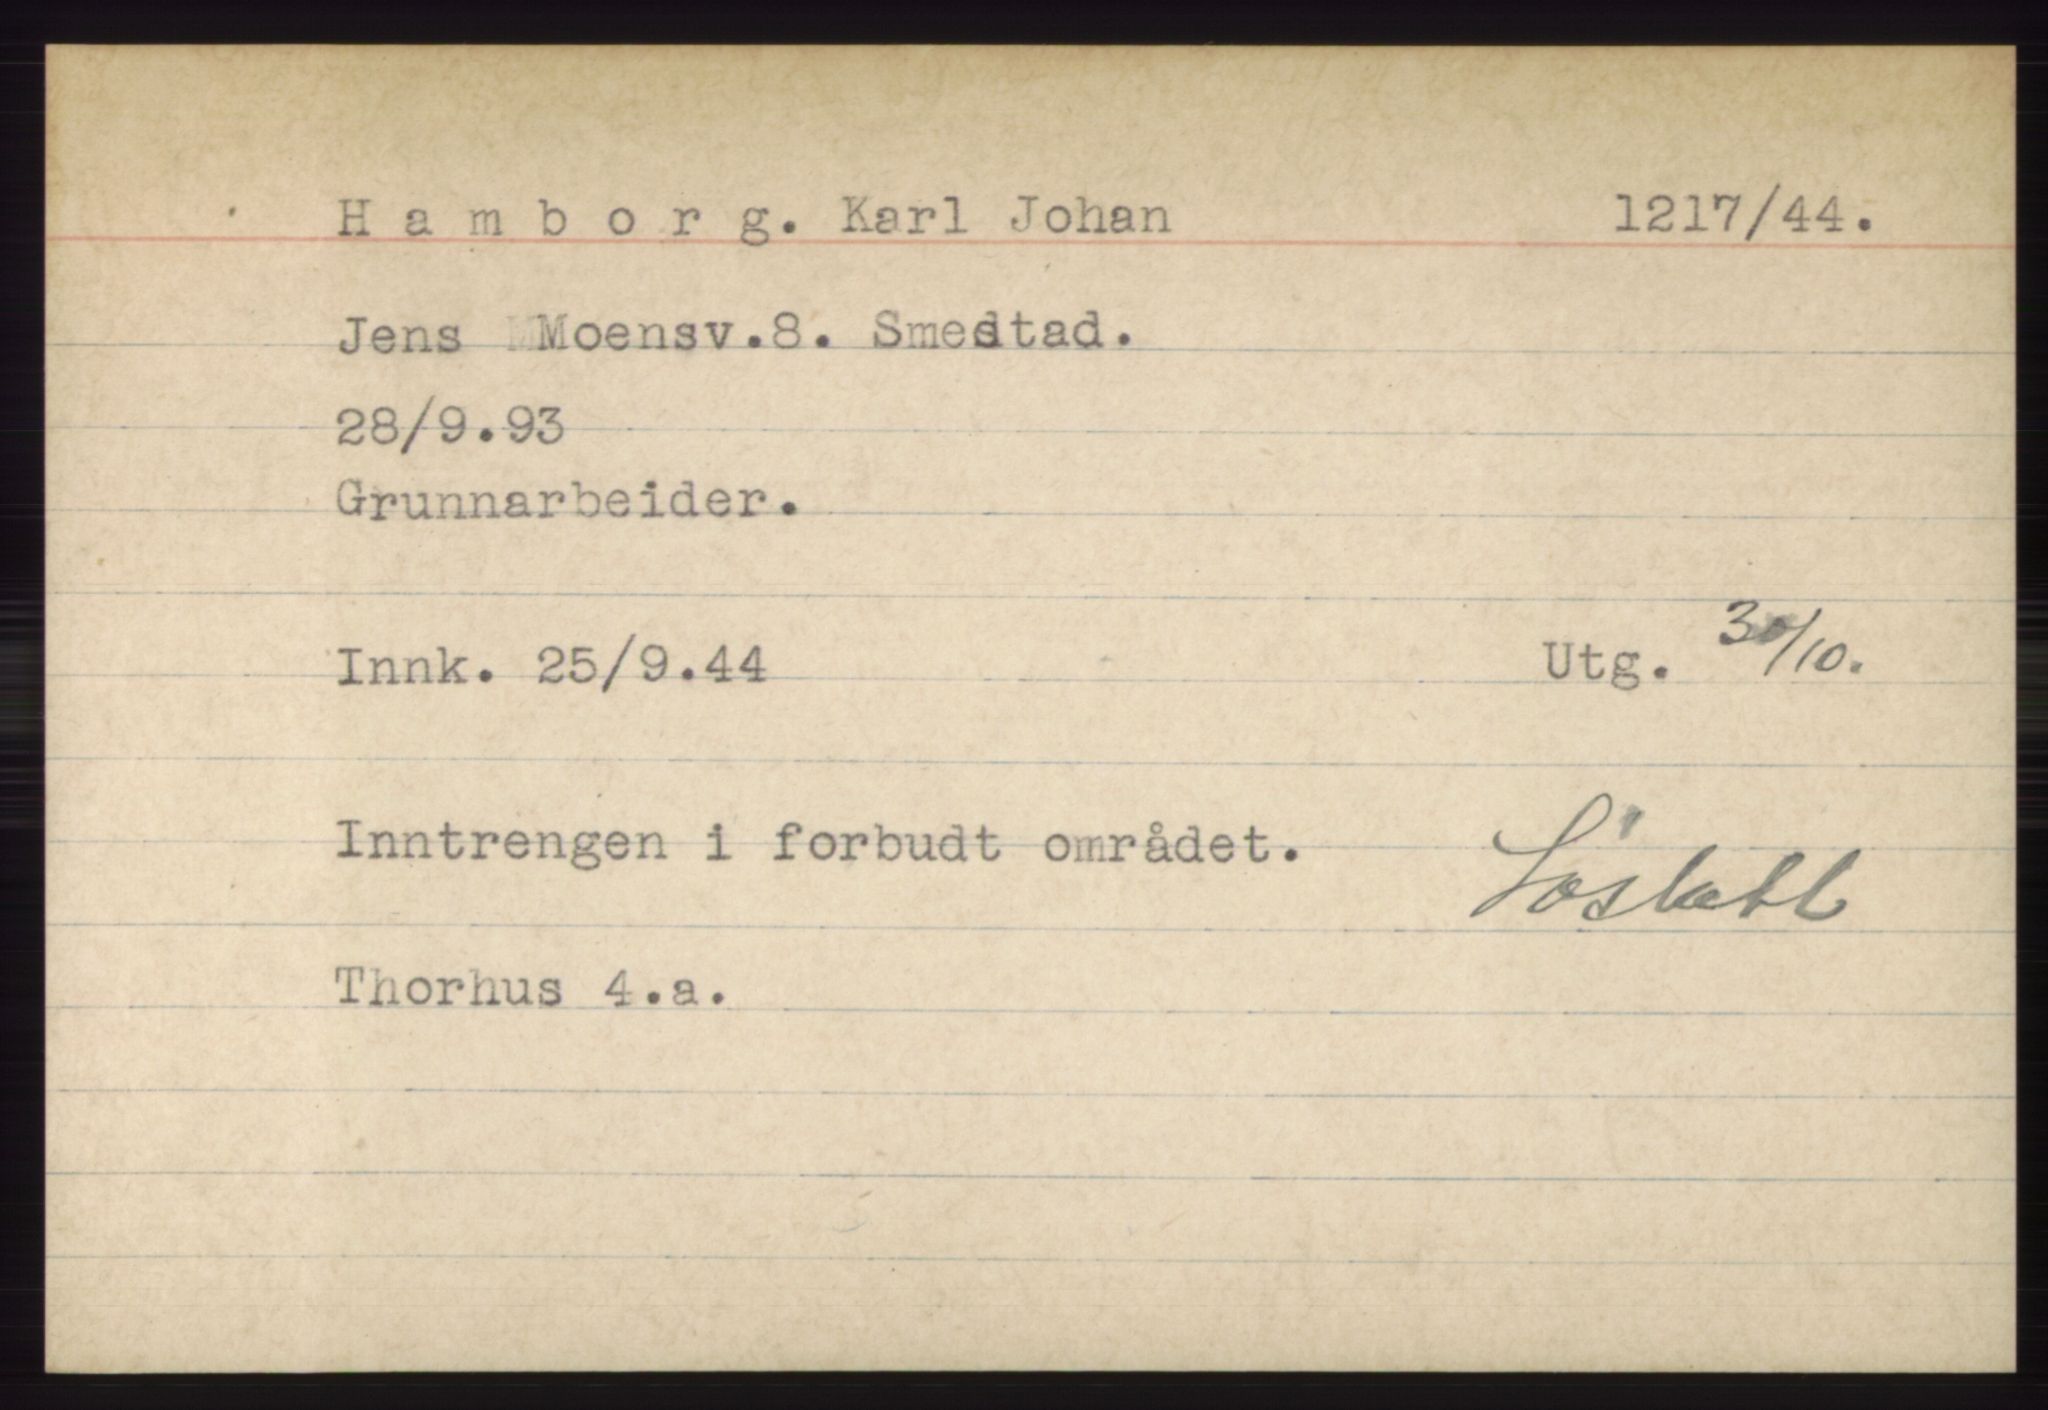 H a m b o r g. Karl Johan 1217/44.
Jens Moensv.8. Smestad.
28/9.93
Grunnarbeider.
Innk. 25/9.44 Utg. 30/10.
Inntrengen i forbudt området. Löslatt
Thorhus 4.a.